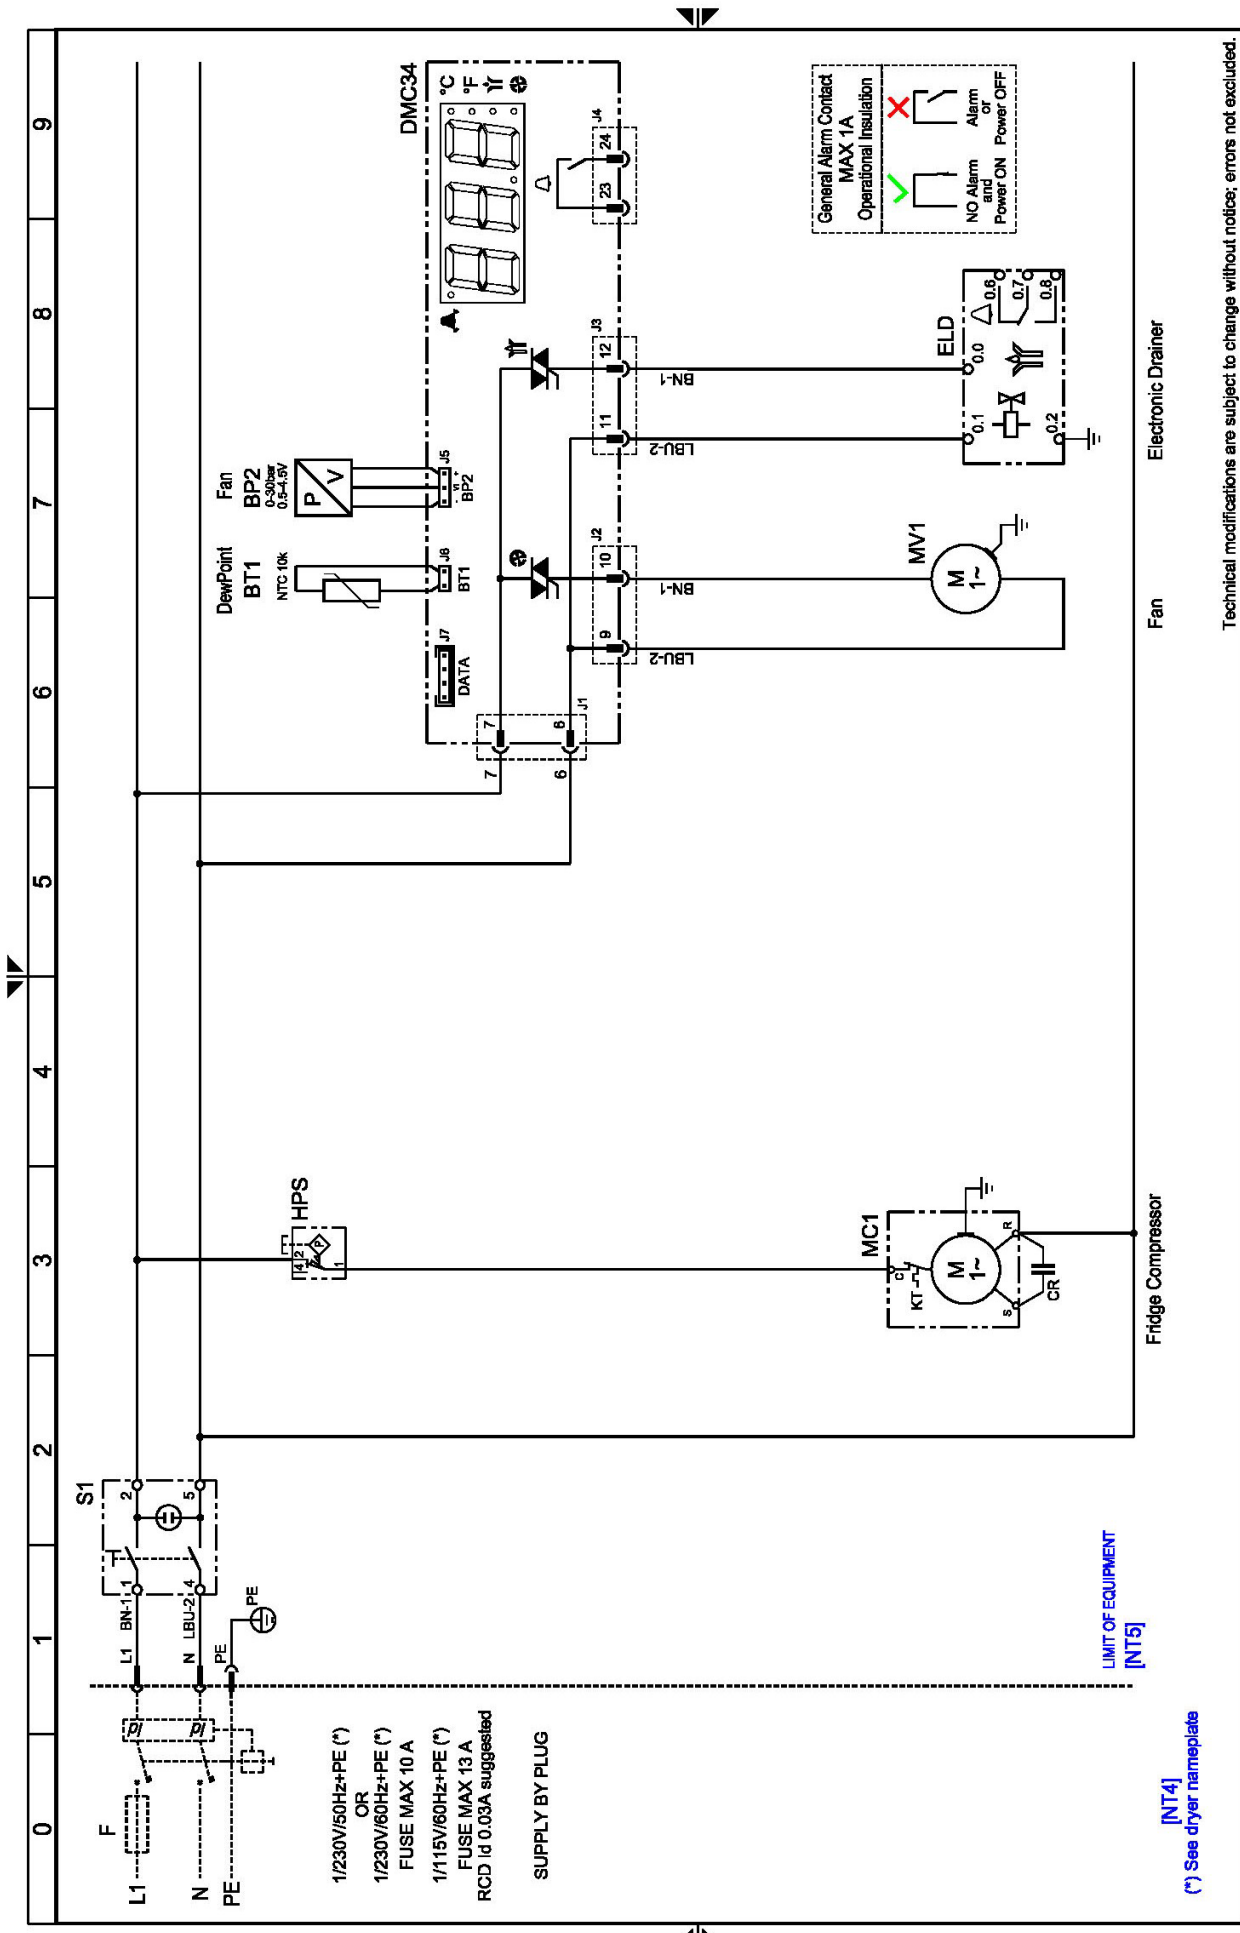 0 1 2 3 4 5 6 7 8 9
F
L1
N
PE
Id
Id
1/230V/50Hz+PE (*)
OR
1/230V/60Hz+PE (*)
FUSE MAX 10 A
1/115V/60Hz+PE (*)
FUSE MAX 13 A
RCD Id 0.03A suggested
SUPPLY BY PLUG
[NT4]
(*) See dryer nameplate
LIMIT OF EQUIPMENT
[NT5]
L1 BN-1 1
N LBU-2 4
PE
PE
S1
2
5
HPS
4 2
P
1
MC1
C
KT
M
1~
S
R
CR
Fridge Compressor
7
7
6
6
J1
J7
DATA
DewPoint
BT1
NTC 10k
J6
BT1
Fan
BP2
0-30bar
0.5-4.5V
P
V
J5
- Vi +
BP2
DMC34
°C
°F
9
10
J2
LBU-2
BN-1
11
12
J3
LBU-2
BN-1
23
24
J4
MV1
M
1~
Fan
ELD
0.1
0.0
0.2
0.6
0.7
0.8
Electronic Drainer
General Alarm Contact
MAX 1A
Operational Insulation
NO Alarm
and
Power ON
Alarm
or
Power OFF
Technical modifications are subject to change without notice; errors not excluded.